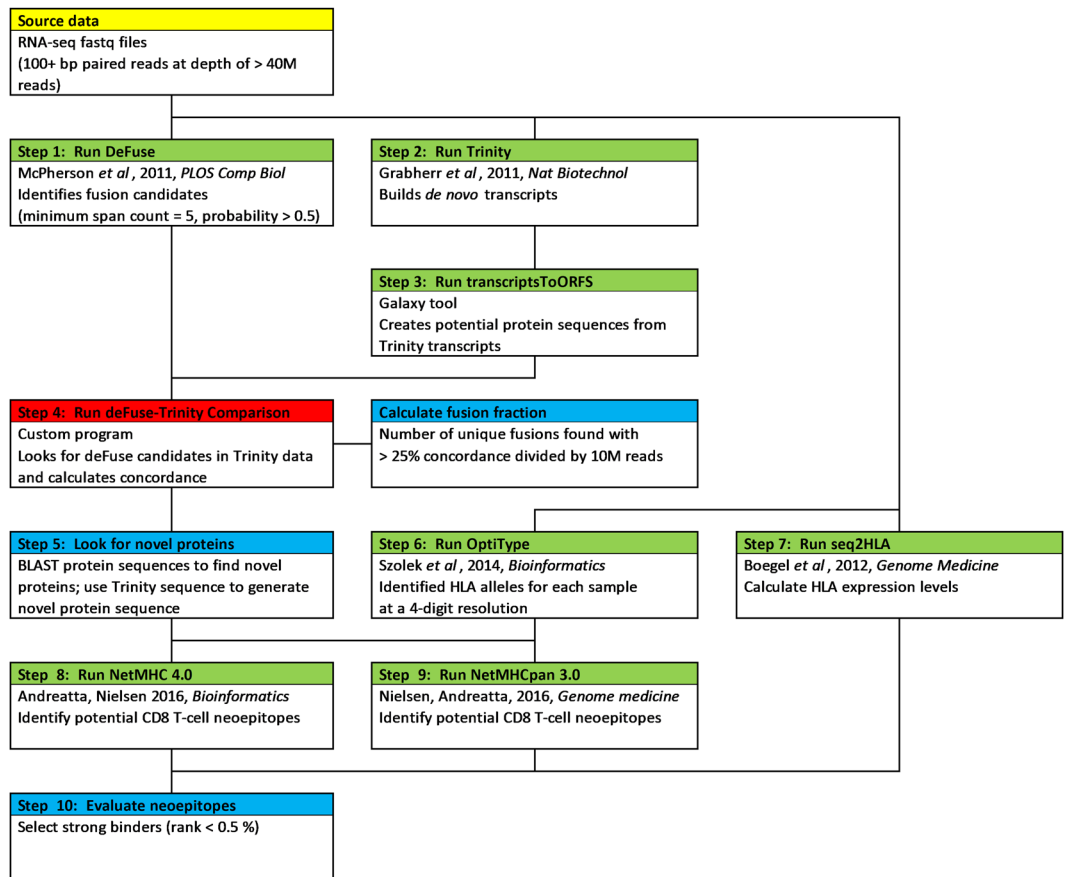 Source data
RNA-seq fastq files
(100+ bp paired reads at depth of > 40M
reads)
Step 1:  Run DeFuse
McPherson et al , 2011, PLOS Comp Biol
Identifies fusion candidates
(minimum span count = 5, probability > 0.5)
Step 2:  Run Trinity
Grabherr et al , 2011, Nat Biotechnol
Builds de novo  transcripts
Step 3:  Run transcriptsToORFS
Galaxy tool
Creates potential protein sequences from
Trinity transcripts
Step 4:  Run deFuse-Trinity Comparison
Custom program
Looks for deFuse candidates in Trinity data
and calculates concordance
Calculate fusion fraction
Number of unique fusions found with
> 25% concordance divided by 10M reads
Step 5:  Look for novel proteins
BLAST protein sequences to find novel
proteins; use Trinity sequence to generate
novel protein sequence
Step 6:  Run OptiType
Szolek et al , 2014, Bioinformatics
Identified HLA alleles for each sample
at a 4-digit resolution
Step 7:  Run seq2HLA
Boegel et al , 2012, Genome Medicine
Calculate HLA expression levels
Step  8:  Run NetMHC 4.0
Andreatta, Nielsen 2016, Bioinformatics
Identify potential CD8 T-cell neoepitopes
Step  9:  Run NetMHCpan 3.0
Nielsen, Andreatta, 2016, Genome medicine
Identify potential CD8 T-cell neoepitopes
Step  10:  Evaluate neoepitopes
Select strong binders (rank < 0.5 %)